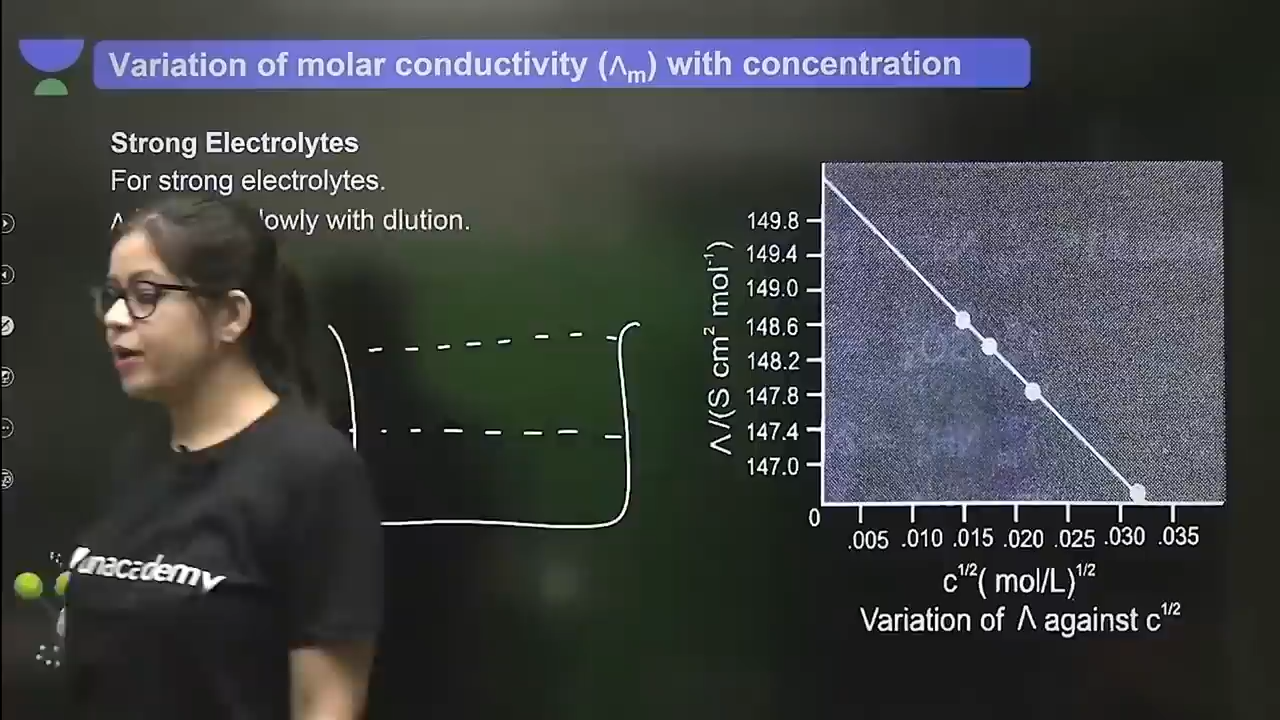 Variation of molar conductivity (Λm) with concentration
Strong Electrolytes
For strong electrolytes.
Λ lowly with dlution.
unacademy
149.8
149.4
149.0
148.6
148.2
147.8
147.4
147.0
Λ/(S cm² mol⁻¹)
0 .005 .010 .015 .020 .025 .030 .035
c^1/2( mol/L)^1/2
Variation of Λ against c^1/2